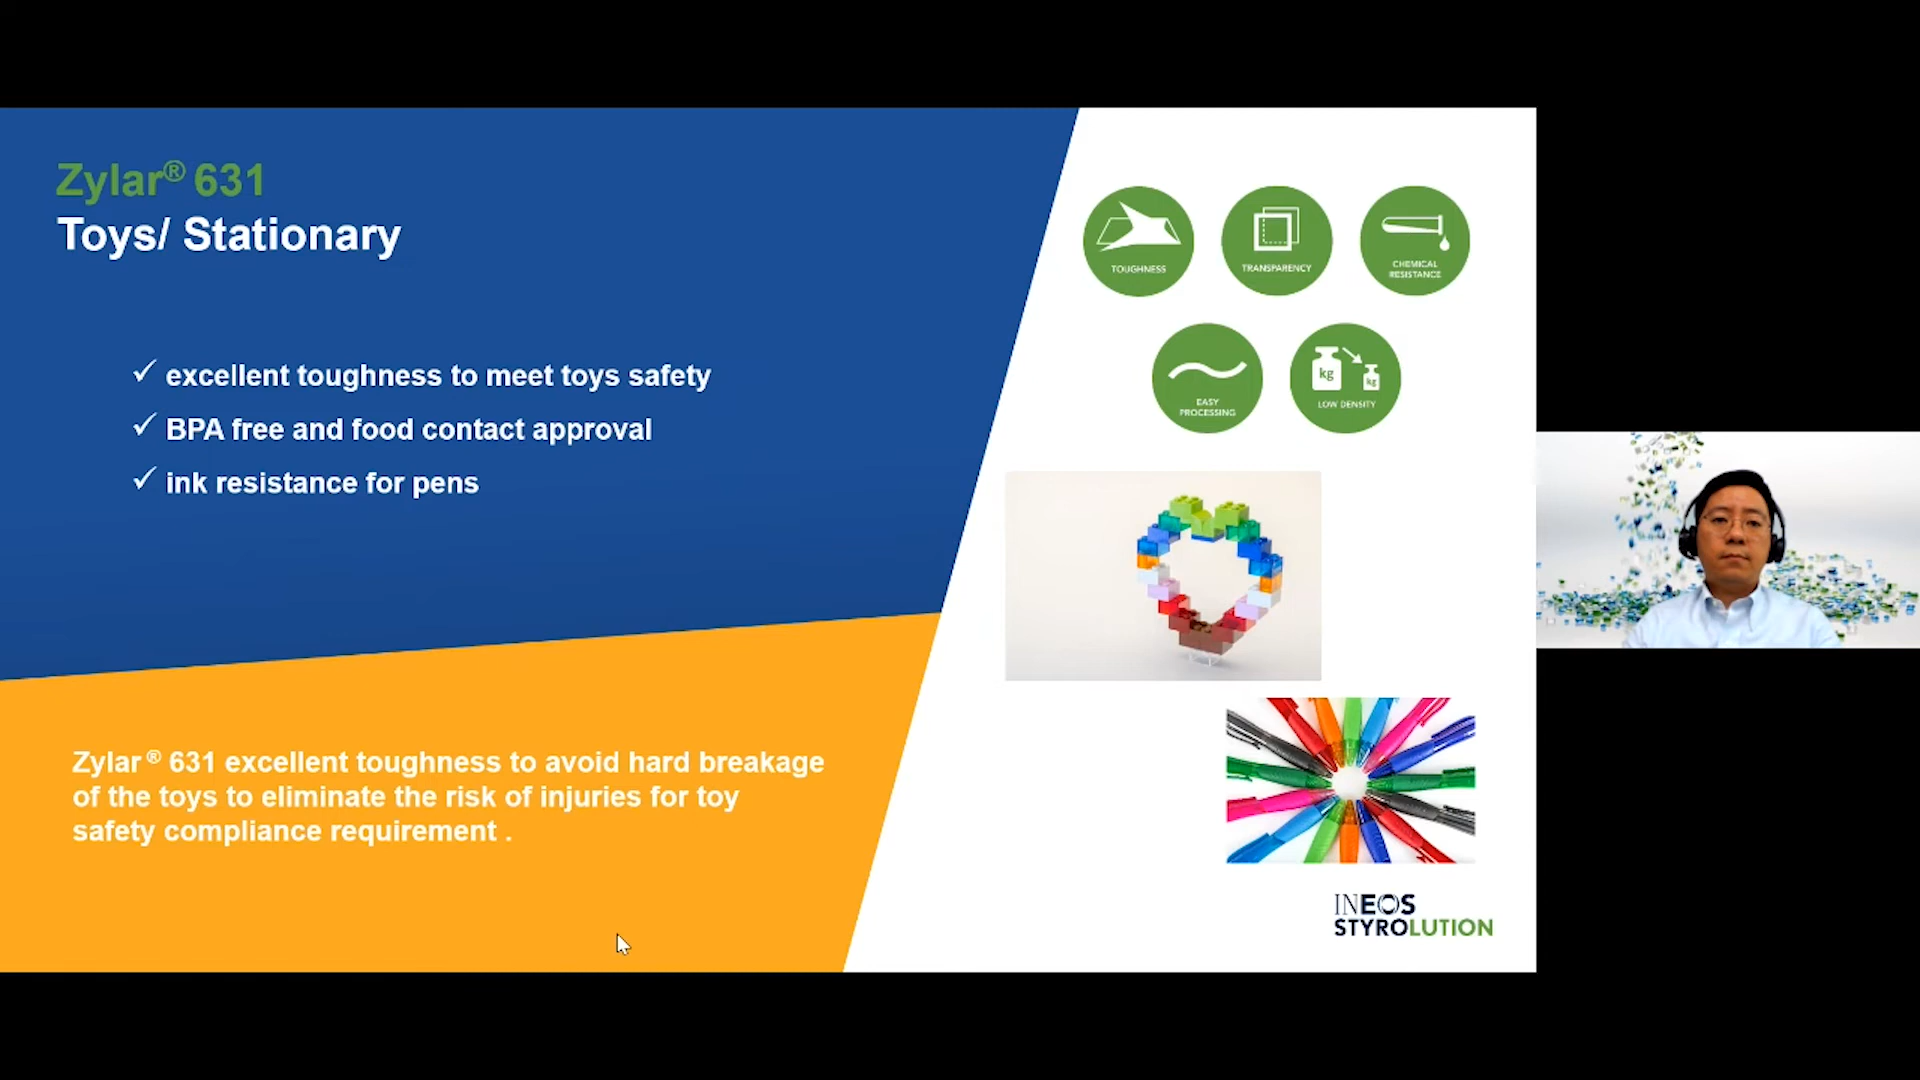 Zylar® 631
Toys/ Stationary
✓ excellent toughness to meet toys safety
✓ BPA free and food contact approval
✓ ink resistance for pens
Zylar® 631 excellent toughness to avoid hard breakage
of the toys to eliminate the risk of injuries for toy
safety compliance requirement .
TOUGHNESS
TRANSPARENCY
CHEMICAL
RESISTANCE
EASY
PROCESSING
kg
kg
LOW DENSITY
INEOS
STYROLUTION